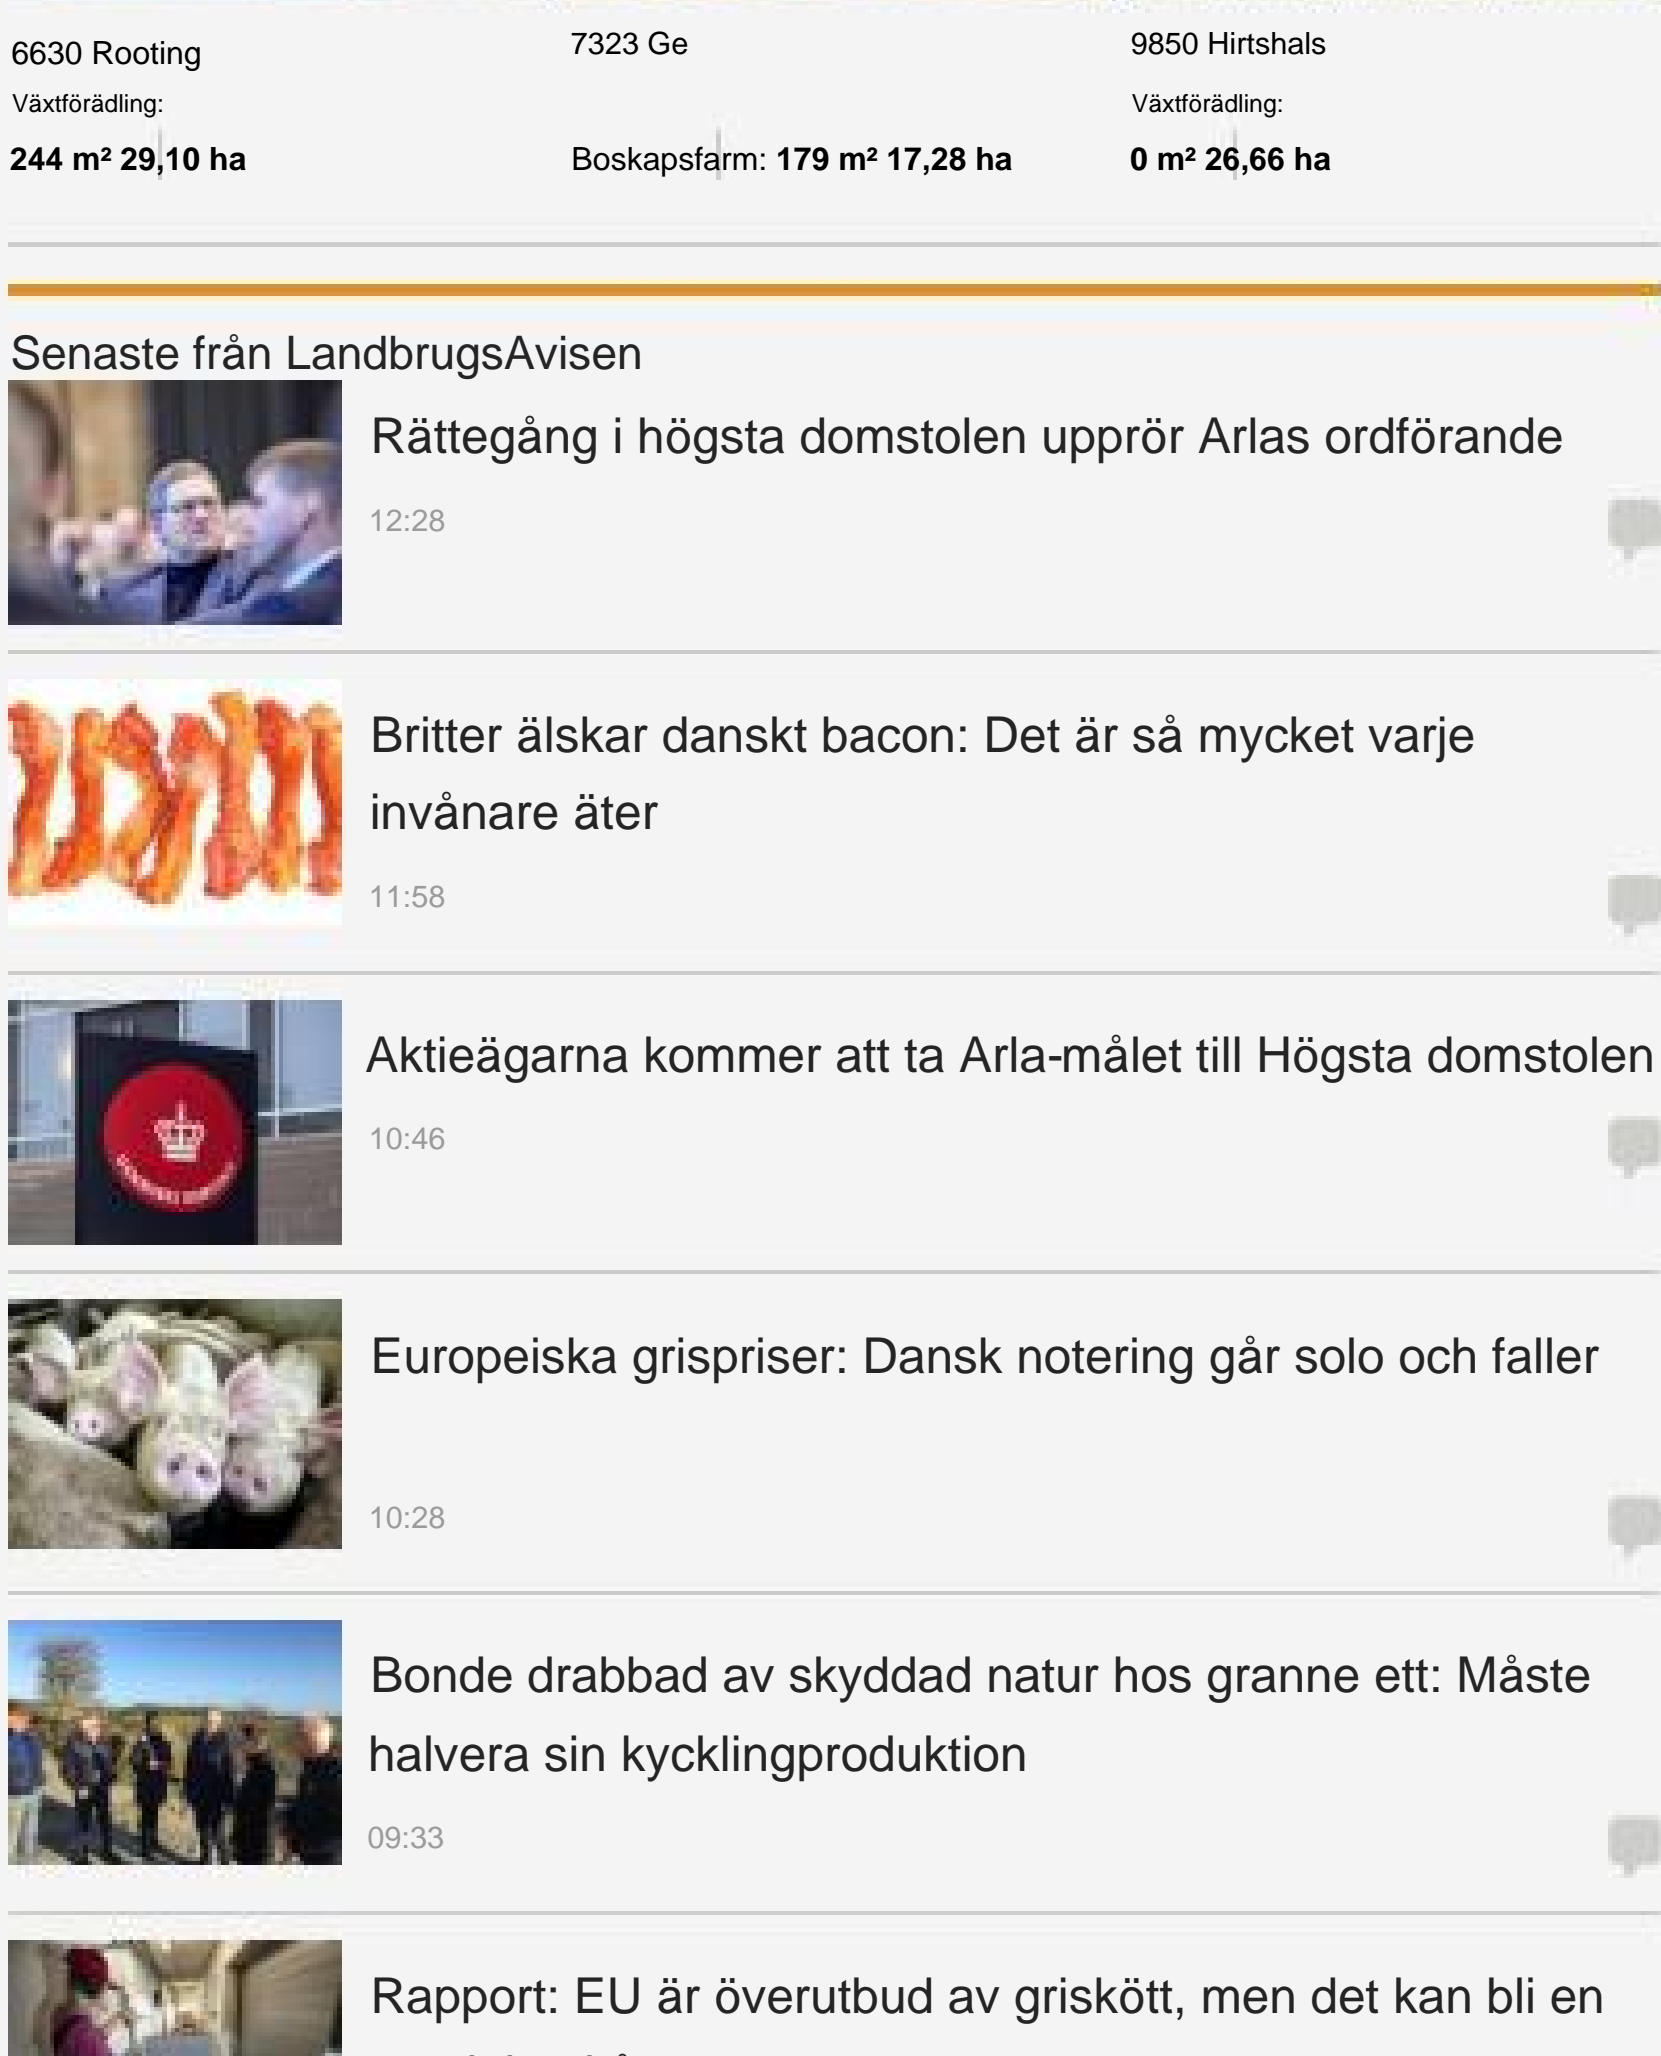 6630 Rooting
Växtförädling:
244 m² 29,10 ha
7323 Ge
Boskapsfarm: 179 m² 17,28 ha
9850 Hirtshals
Växtförädling:
0 m² 26,66 ha
Senaste från LandbrugsAvisen
Rättegång i högsta domstolen upprör Arlas ordförande
12:28
Britter älskar danskt bacon: Det är så mycket varje
invånare äter
11:58
Aktieägarna kommer att ta Arla-målet till Högsta domstolen
10:46
Europeiska grispriser: Dansk notering går solo och faller
10:28
Bonde drabbad av skyddad natur hos granne ett: Måste
halvera sin kycklingproduktion
09:33
Rapport: EU är överutbud av griskött, men det kan bli en